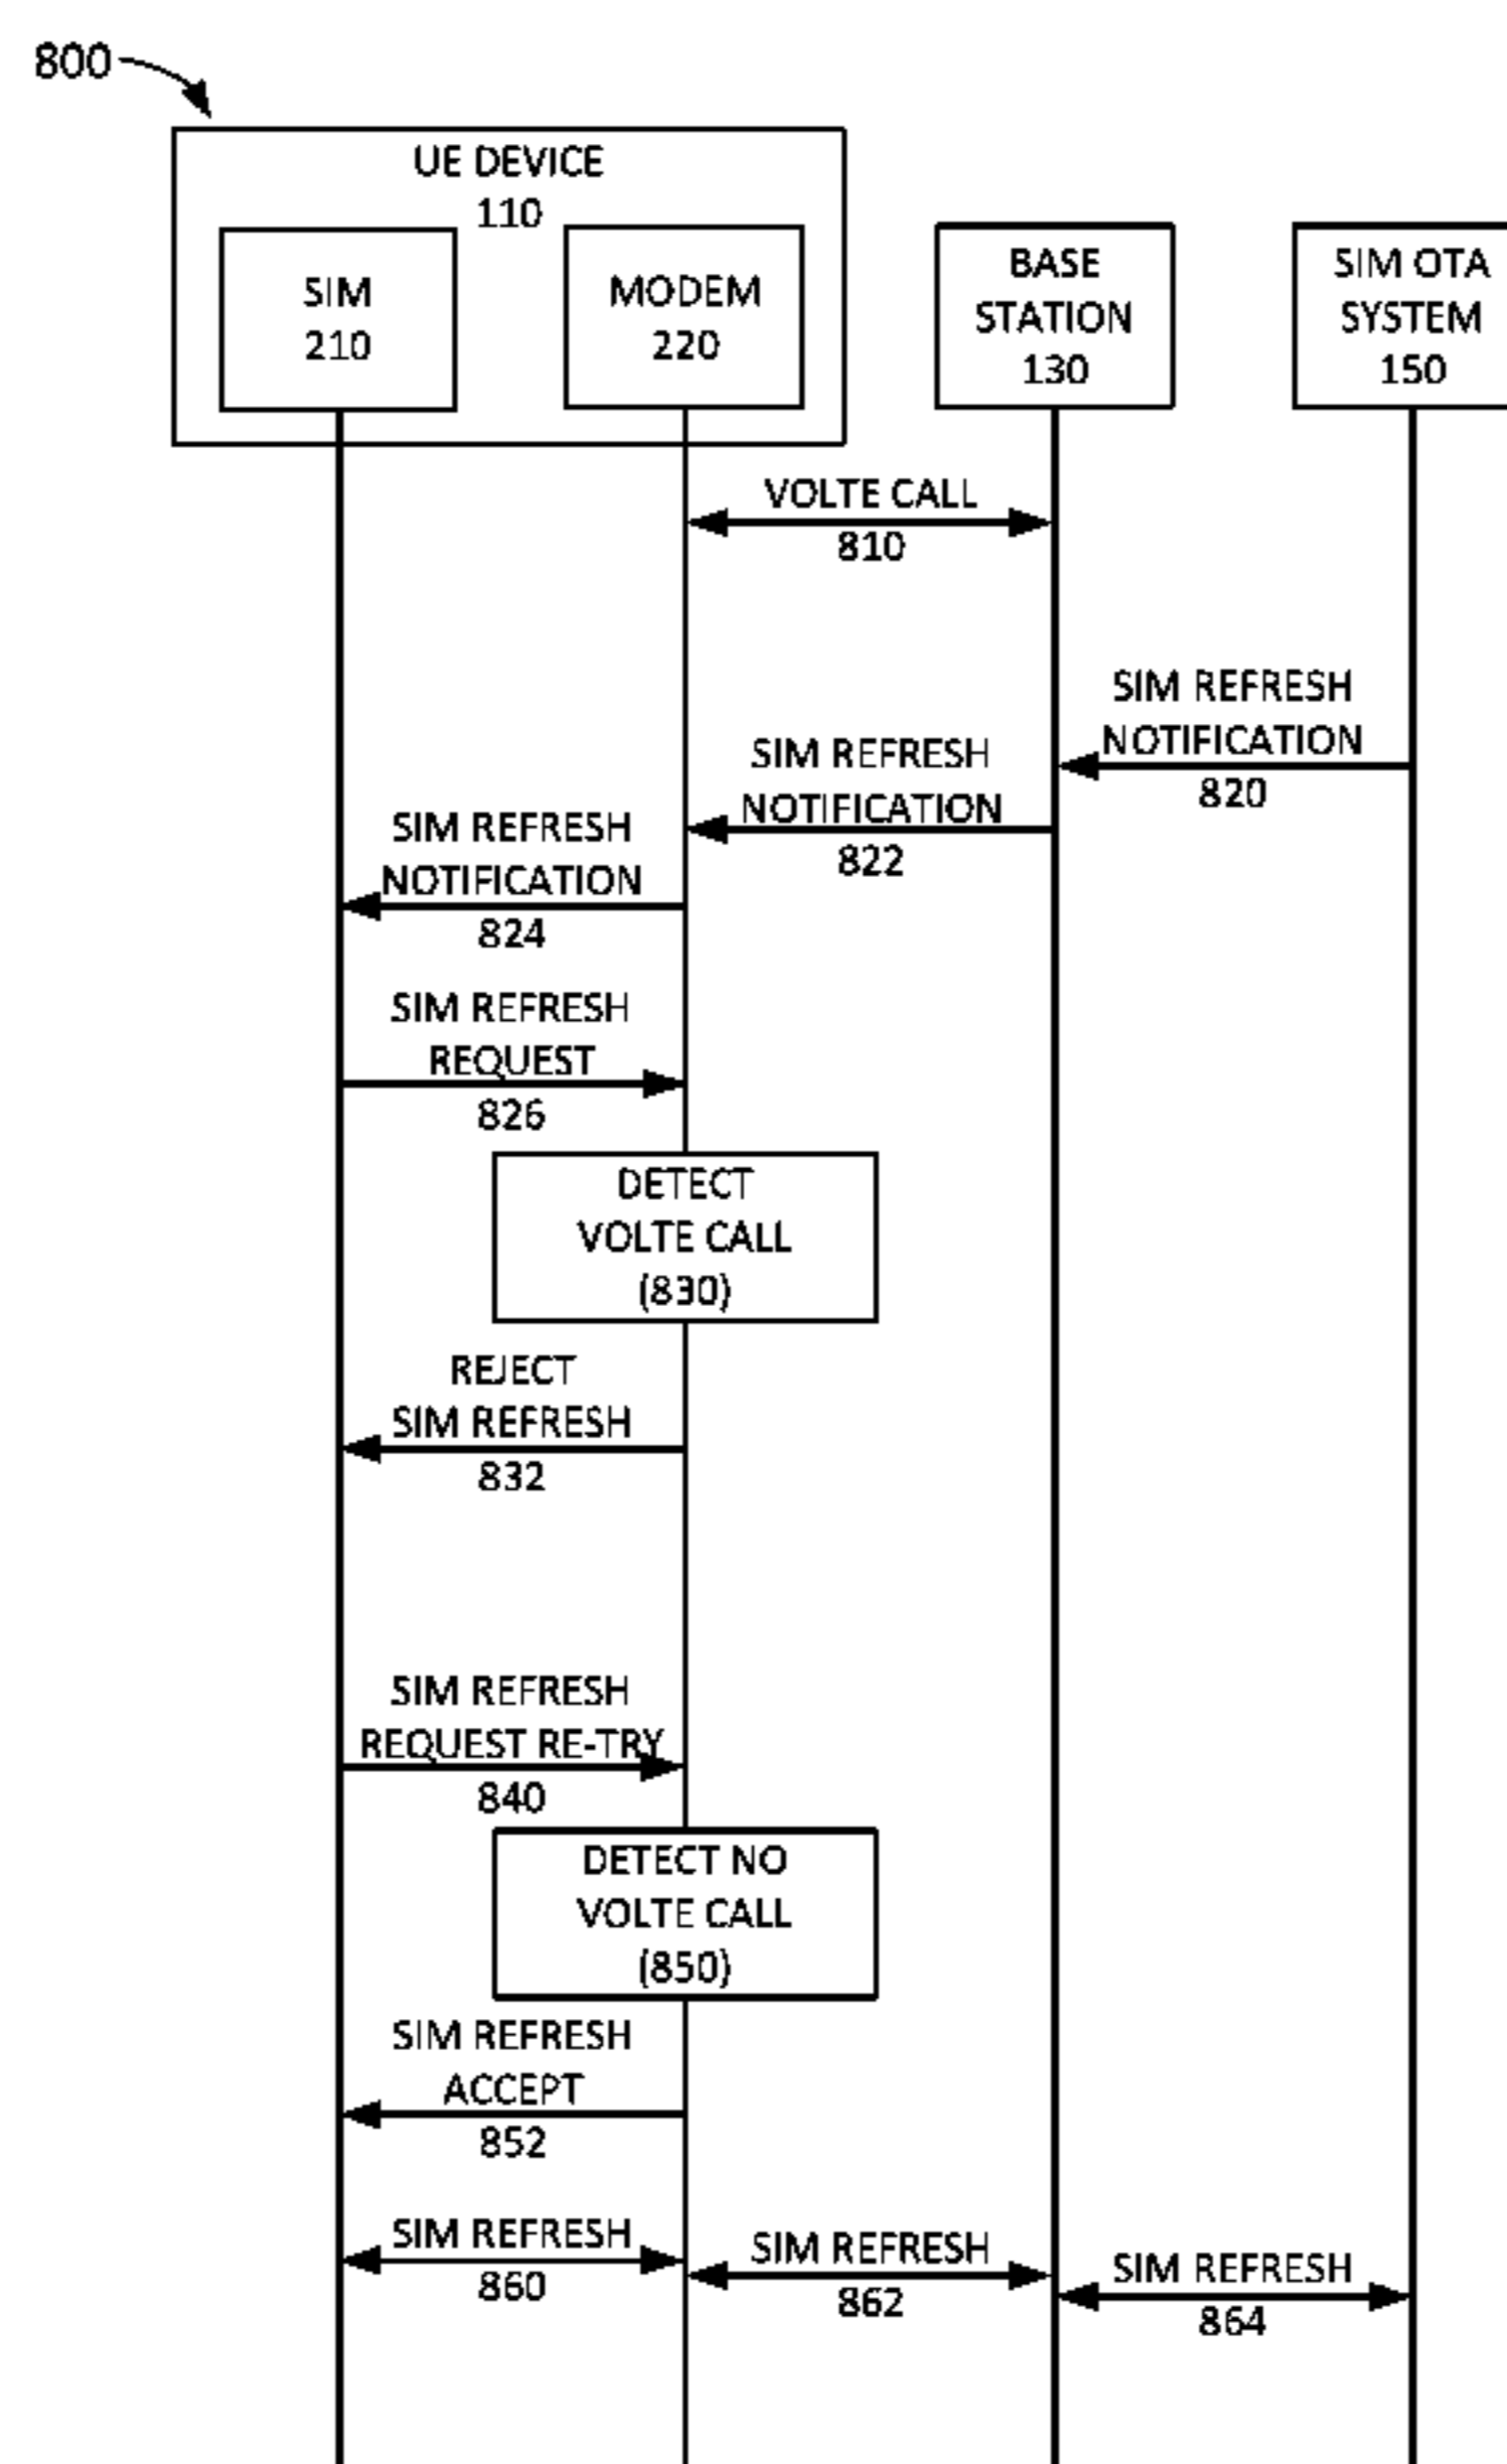 800
UE DEVICE
110
SIM
210
MODEM
220
BASE
STATION
130
SIM OTA
SYSTEM
150
VOLTE CALL
810
SIM REFRESH
NOTIFICATION
820
SIM REFRESH
NOTIFICATION
822
SIM REFRESH
NOTIFICATION
824
SIM REFRESH
REQUEST
826
DETECT
VOLTE CALL
(830)
REJECT
SIM REFRESH
832
SIM REFRESH
REQUEST RE-TRY
840
DETECT NO
VOLTE CALL
(850)
SIM REFRESH
ACCEPT
852
SIM REFRESH
860
SIM REFRESH
862
SIM REFRESH
864